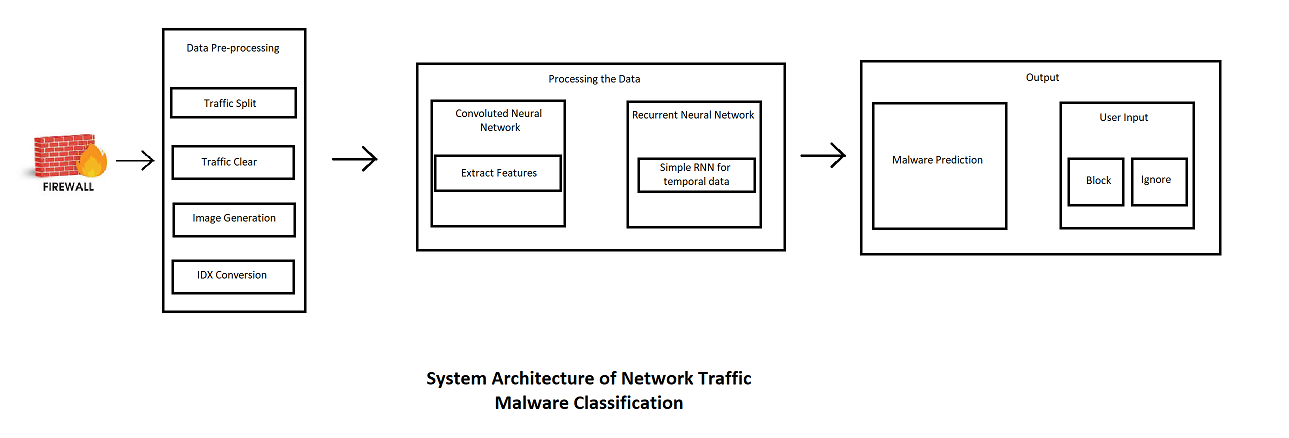 FIREWALL
Data Pre-processing
Traffic Split
Traffic Clear
Image Generation
IDX Conversion
Processing the Data
Convoluted Neural
Network
Extract Features
Recurrent Neural Network
Simple RNN for
temporal data
Output
Malware Prediction
User Input
Block
Ignore
System Architecture of Network Traffic
Malware Classification